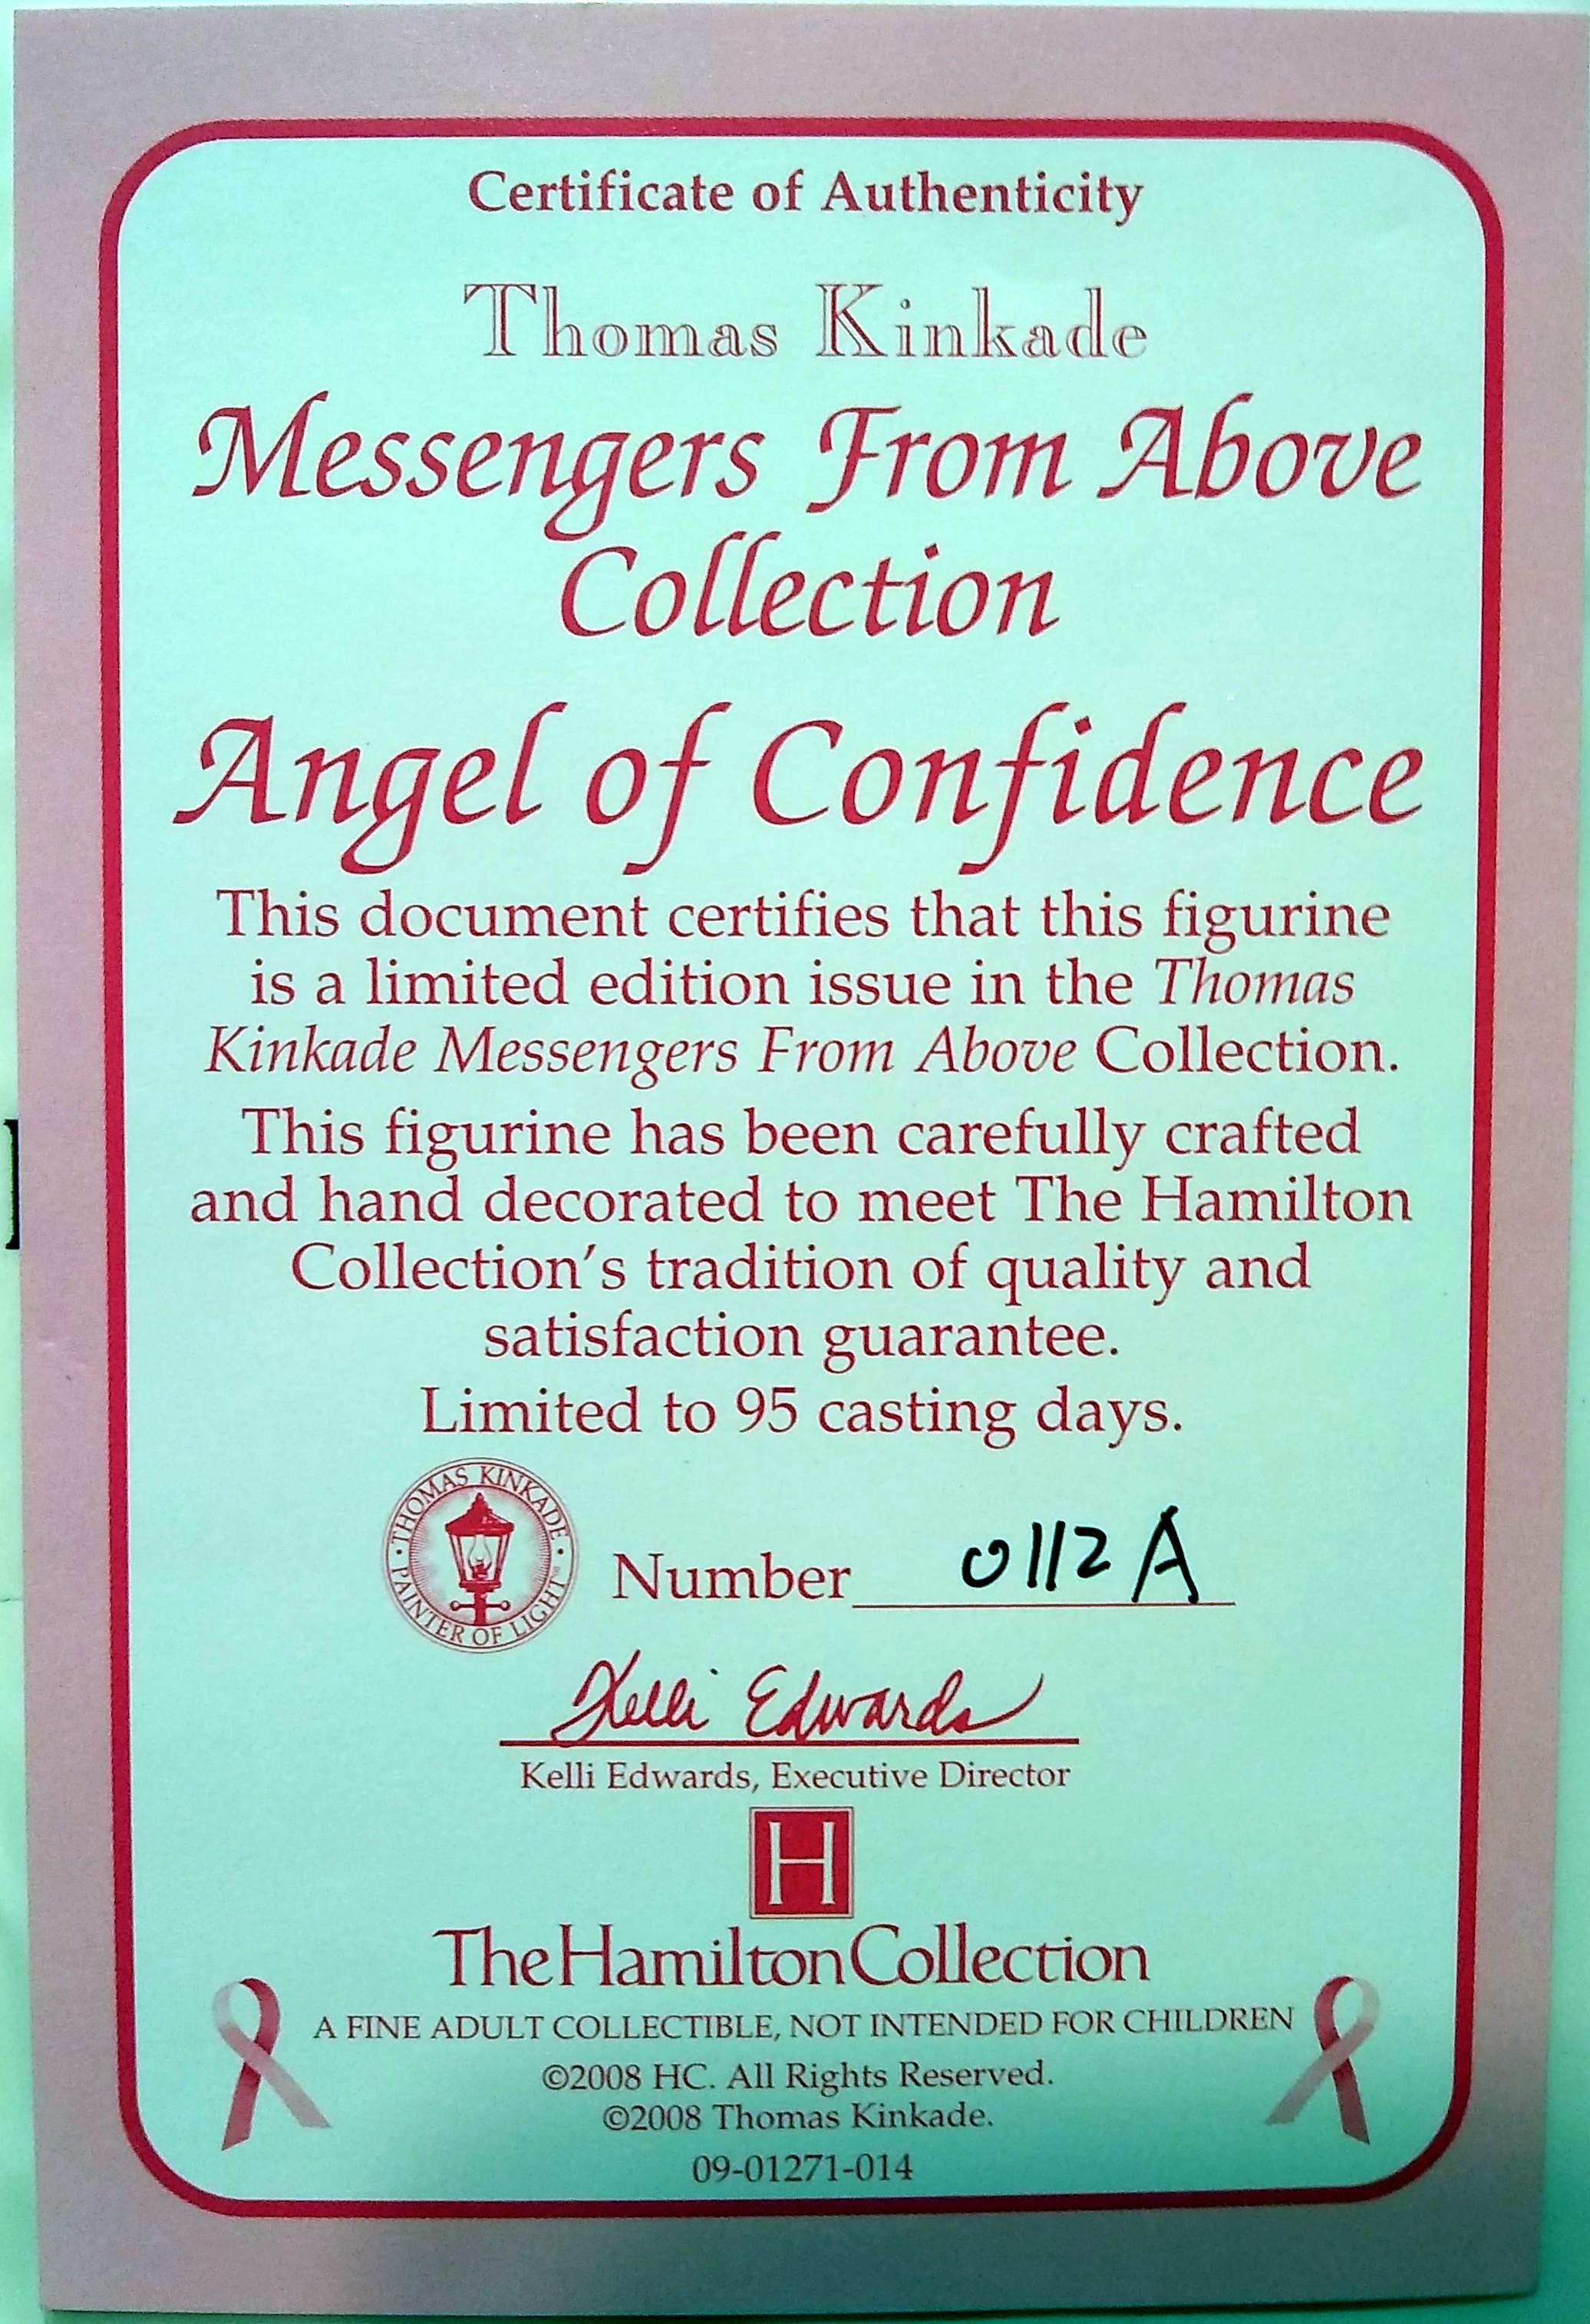 Certificate of Authenticity
Thomas Kinkade
Messengers From Above
Collection
Angel of Confidence
This document certifies that this figurine
is a limited edition issue in the Thomas
Kinkade Messengers From Above Collection.
This figurine has been carefully crafted
and hand decorated to meet The Hamilton
Collection's tradition of quality and
satisfaction guarantee.
Limited to 95 casting days.
· THOMAS KINKADE · PAINTER OF LIGHT
Number 0112 A
Kelli Edwards
Kelli Edwards, Executive Director
H
The Hamilton Collection
A FINE ADULT COLLECTIBLE, NOT INTENDED FOR CHILDREN
©2008 HC. All Rights Reserved.
©2008 Thomas Kinkade.
09-01271-014